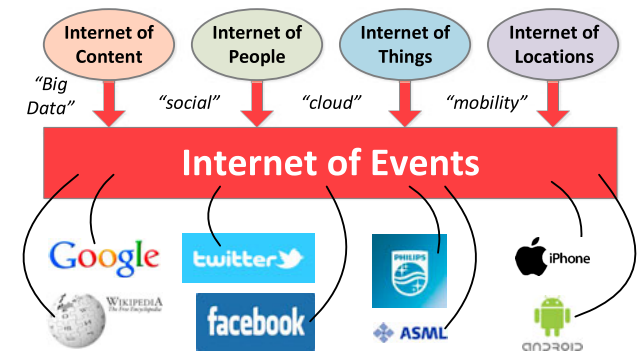 Internet of
Content
Internet of
People
Internet of
Things
Internet of
Locations
“Big
Data”
“social”
“cloud”
“mobility”
Internet of Events
Google
twitter
PHILIPS
iPhone
WIKIPEDIA
The Free Encyclopedia
facebook
ASML
ANDROID